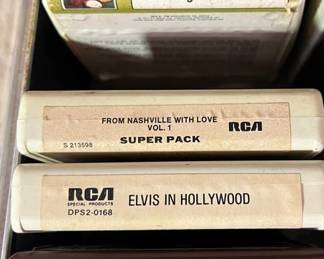 FROM NASHVILLE WITH LOVE
VOL. 1
RCA
S 213598
SUPER PACK
RCA
SPECIAL PRODUCTS
DPS2-0168
ELVIS IN HOLLYWOOD